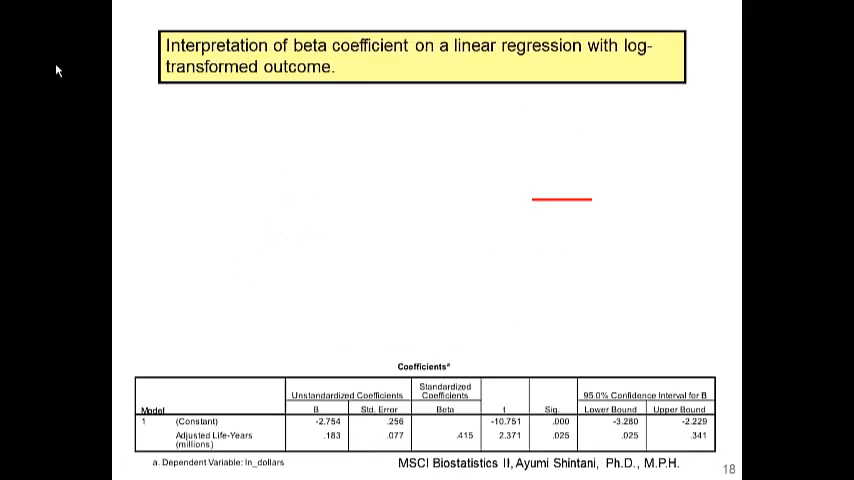 Interpretation of beta coefficient on a linear regression with log-
transformed outcome.
Coefficientsa
Model Unstandardized Coefficients Standardized Coefficients t Sig. 95.0% Confidence Interval for B
B Std. Error Beta Lower Bound Upper Bound
1 (Constant) -2.754 .256 -10.751 .000 -3.280 -2.229
Adjusted Life-Years (millions) .183 .077 .415 2.371 .025 .025 .341
a. Dependent Variable: ln_dollars
MSCI Biostatistics II, Ayumi Shintani, Ph.D., M.P.H.
18